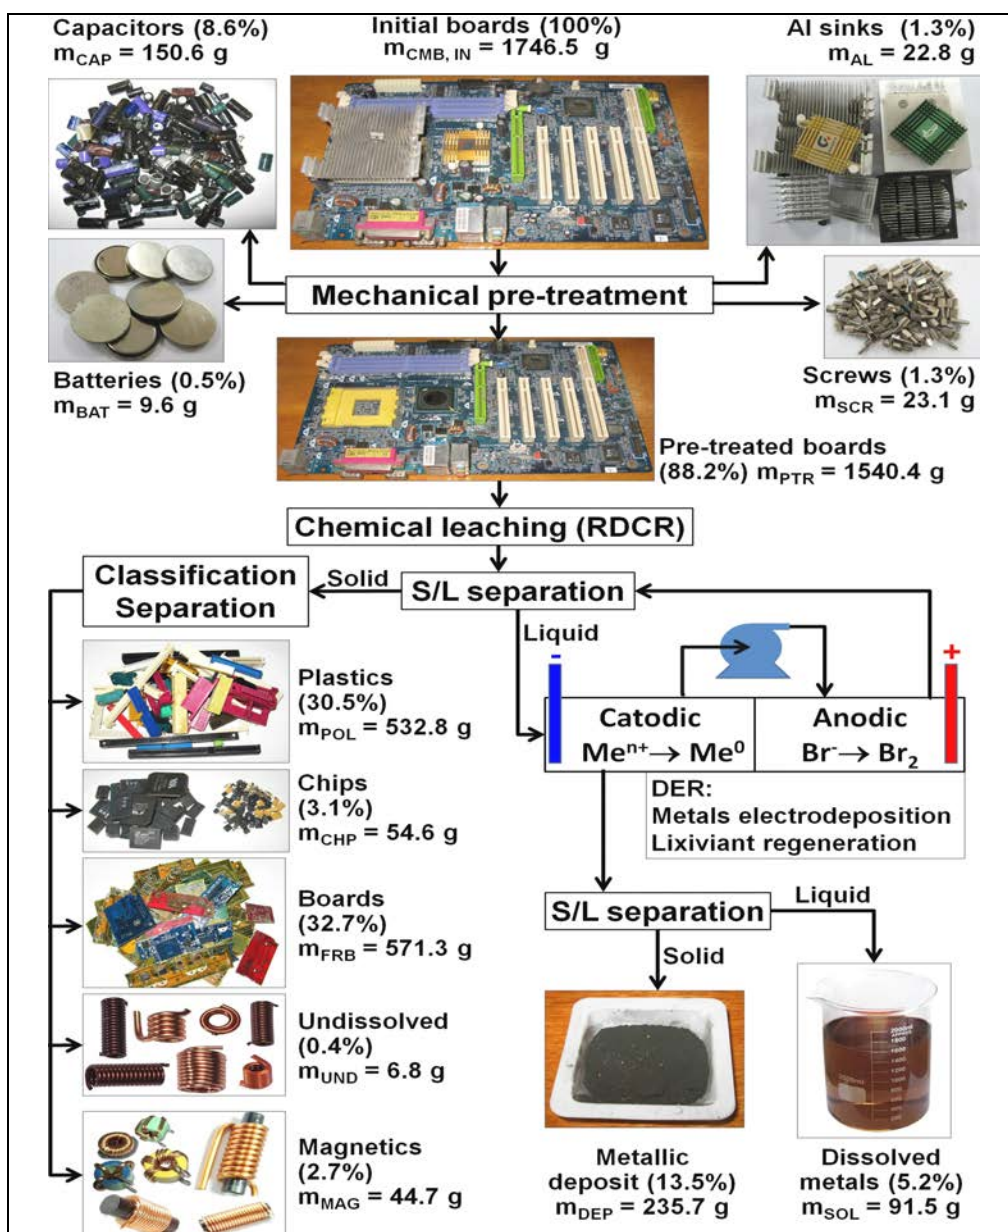 Capacitors (8.6%)
mCAP = 150.6 g
Initial boards (100%)
mCMB, IN = 1746.5 g
Al sinks (1.3%)
mAL = 22.8 g
Mechanical pre-treatment
Batteries (0.5%)
mBAT = 9.6 g
Screws (1.3%)
mSCR = 23.1 g
Pre-treated boards
(88.2%) mPTR = 1540.4 g
Chemical leaching (RDCR)
Classification
Separation
Solid
S/L separation
Liquid
-
+
Catodic
Meⁿ⁺→ Me⁰
Anodic
Br⁻→ Br₂
DER:
Metals electrodeposition
Lixiviant regeneration
Plastics
(30.5%)
mPOL = 532.8 g
Chips
(3.1%)
mCHP = 54.6 g
Boards
(32.7%)
mFRB = 571.3 g
Undissolved
(0.4%)
mUND = 6.8 g
Magnetics
(2.7%)
mMAG = 44.7 g
S/L separation
Liquid
Solid
Metallic
deposit (13.5%)
mDEP = 235.7 g
Dissolved
metals (5.2%)
mSOL = 91.5 g